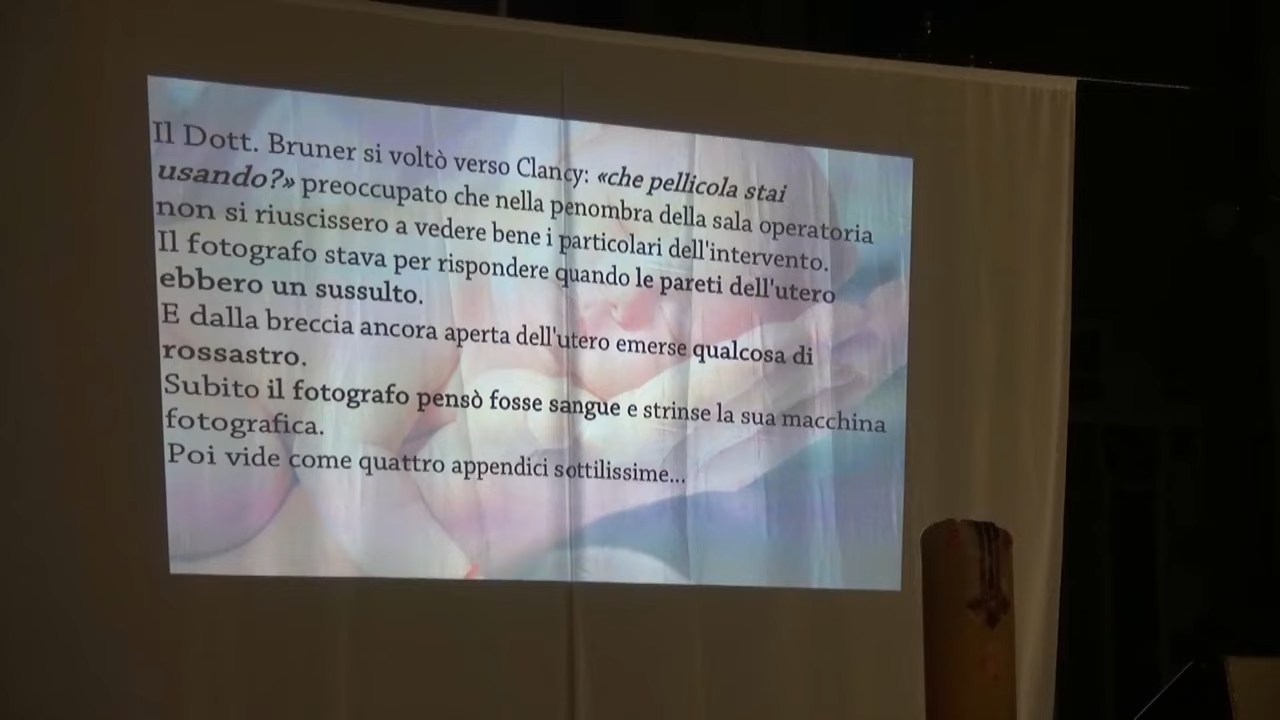 Il Dott. Bruner si voltò verso Clancy: «che pellicola stai
usando?» preoccupato che nella penombra della sala operatoria
non si riuscissero a vedere bene i particolari dell'intervento.
Il fotografo stava per rispondere quando le pareti dell'utero
ebbero un sussulto.
E dalla breccia ancora aperta dell'utero emerse qualcosa di
rossastro.
Subito il fotografo pensò fosse sangue e strinse la sua macchina
fotografica.
Poi vide come quattro appendici sottilissime...